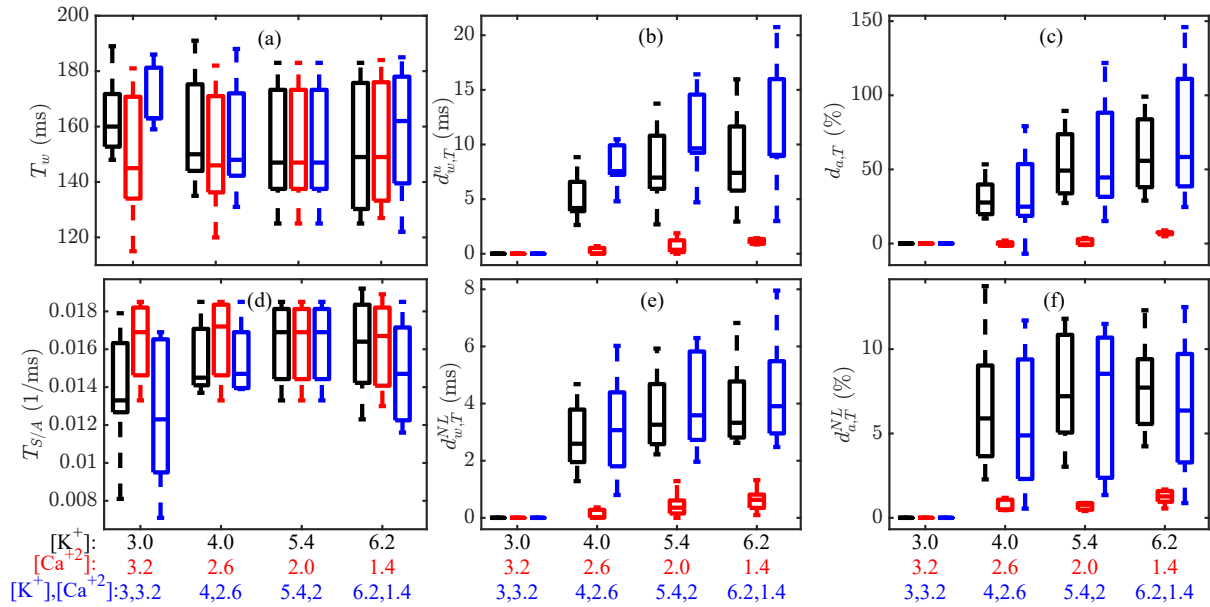 (a)
200
180
160
140
120
T_w (ms)
(b)
20
15
10
5
0
d^u_{w,T} (ms)
(c)
150
100
50
0
d_{a,T} (%)
(d)
0.018
0.016
0.014
0.012
0.01
0.008
T_{S/A} (1/ms)
(e)
8
6
4
2
0
d^{NL}_{w,T} (ms)
(f)
10
5
0
d^{NL}_{a,T} (%)
[K⁺]: 3.0 4.0 5.4 6.2 3.0 4.0 5.4 6.2 3.0 4.0 5.4 6.2
[Ca⁺²]: 3.2 2.6 2.0 1.4 3.2 2.6 2.0 1.4 3.2 2.6 2.0 1.4
[K⁺],[Ca⁺²]:3,3.2 4,2.6 5.4,2 6.2,1.4 3,3.2 4,2.6 5.4,2 6.2,1.4 3,3.2 4,2.6 5.4,2 6.2,1.4